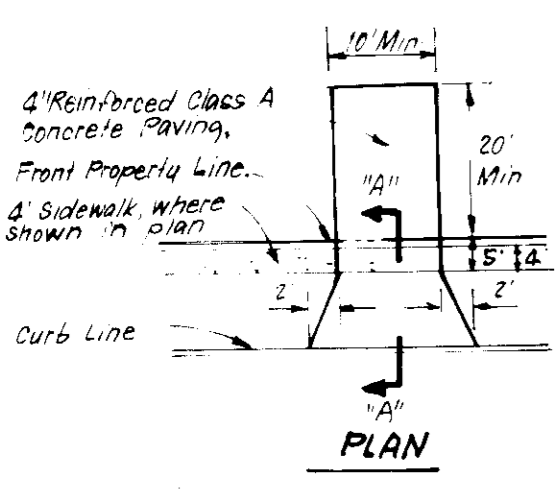 10' Min.
4" Reinforced Class A
Concrete Paving.
Front Property Line.
4' Sidewalk, where
shown in plan
20'
Min
"A"
5'
4'
2'
2'
Curb Line
"A"
PLAN